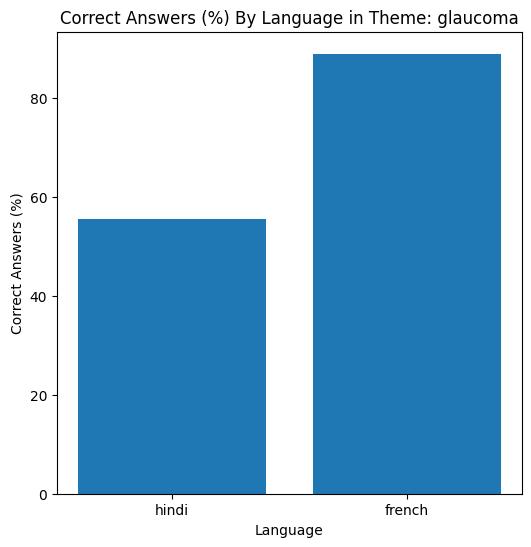 Correct Answers (%) By Language in Theme: glaucoma
Correct Answers (%)
80
60
40
20
0
hindi
french
Language